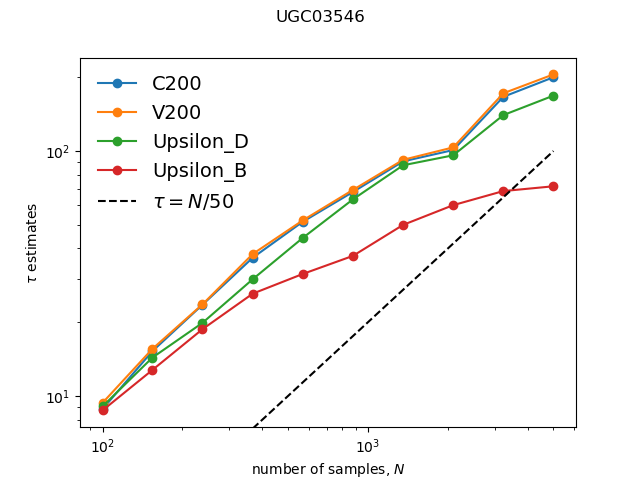 UGC03546
C200
V200
Upsilon_D
Upsilon_B
τ = N/50
10²
10¹
τ estimates
10² 10³
number of samples, N